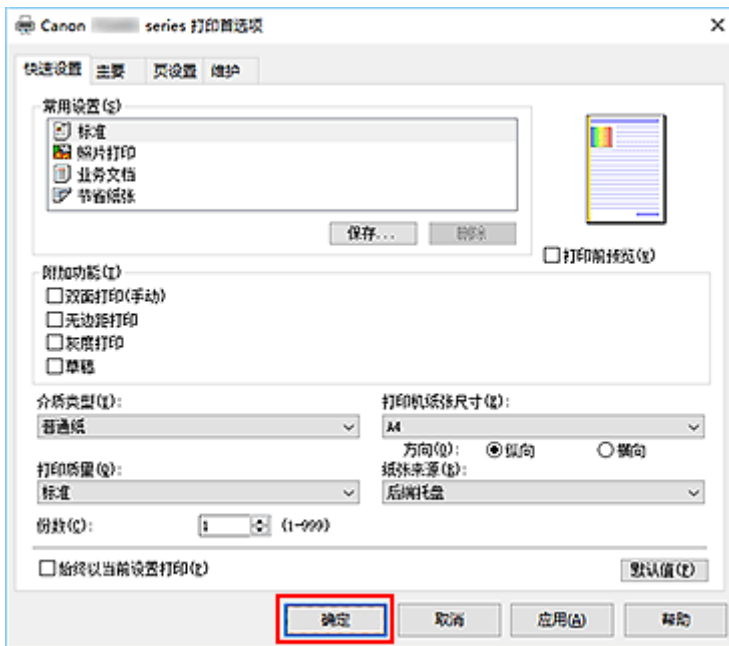 Canon series 打印首选项
快速设置 主要 页设置 维护
常用设置(S)
标准
照片打印
业务文档
节省纸张
保存... 删除
打印前预览(W)
附加功能(T)
双面打印(手动)
无边距打印
灰度打印
草稿
介质类型(Y): 打印机纸张尺寸(Z):
普通纸 A4
方向(O): 纵向 横向
打印质量(Q): 纸张来源(B):
标准 后端托盘
份数(C): 1 (1-999)
始终以当前设置打印(R) 默认值(F)
确定 取消 应用(A) 帮助